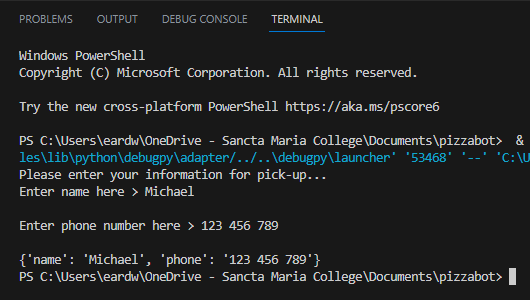 PROBLEMS OUTPUT DEBUG CONSOLE TERMINAL
Windows PowerShell
Copyright (C) Microsoft Corporation. All rights reserved.
Try the new cross-platform PowerShell https://aka.ms/pscore6
PS C:\Users\eardw\OneDrive - Sancta Maria College\Documents\pizzabot> &
les\lib\python\debugpy\adapter/../..\debugpy\launcher' '53468' '--' 'C:\U
Please enter your information for pick-up...
Enter name here > Michael
Enter phone number here > 123 456 789
{'name': 'Michael', 'phone': '123 456 789'}
PS C:\Users\eardw\OneDrive - Sancta Maria College\Documents\pizzabot>